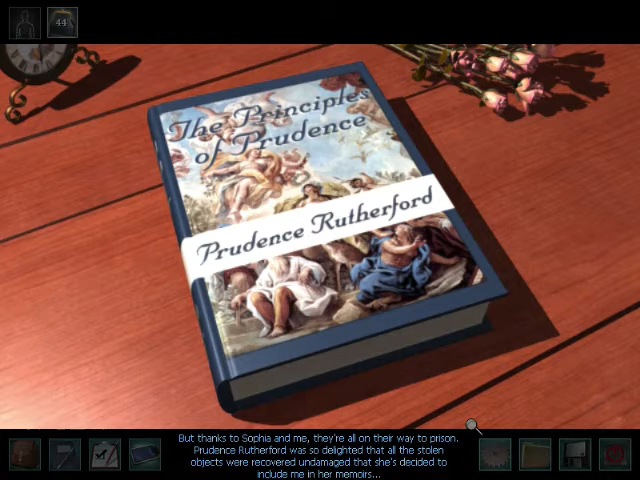 44
The Principles
of Prudence
Prudence Rutherford
But thanks to Sophia and me, they're all on their way to prison.
Prudence Rutherford was so delighted that all the stolen
objects were recovered undamaged that she's decided to
include me in her memoirs...